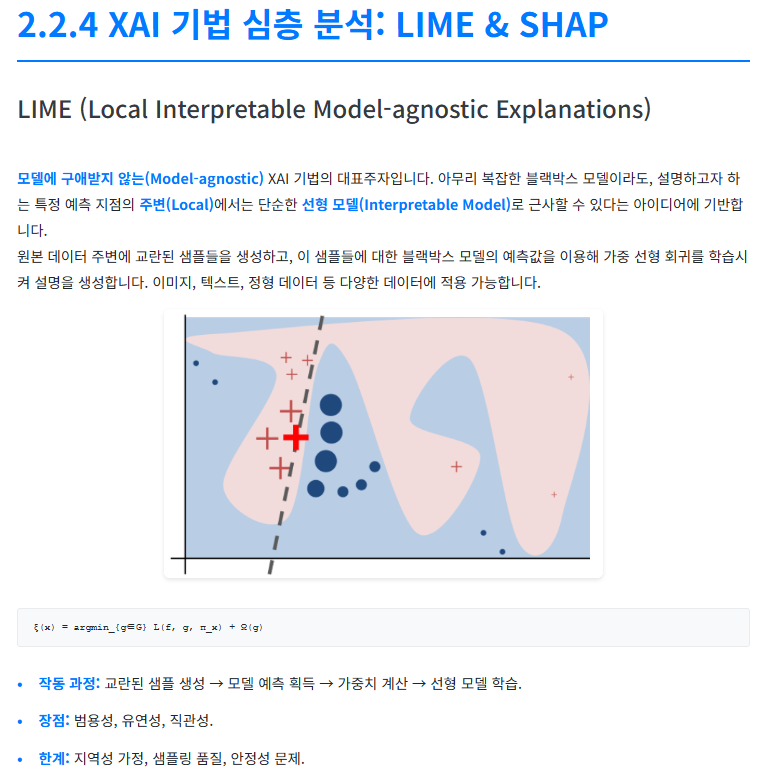 2.2.4 XAI 기법 심층 분석: LIME & SHAP
LIME (Local Interpretable Model-agnostic Explanations)
모델에 구애받지 않는(Model-agnostic) XAI 기법의 대표주자입니다. 아무리 복잡한 블랙박스 모델이라도, 설명하고자 하
는 특정 예측 지점의 주변(Local)에서는 단순한 선형 모델(Interpretable Model)로 근사할 수 있다는 아이디어에 기반합
니다.
원본 데이터 주변에 교란된 샘플들을 생성하고, 이 샘플들에 대한 블랙박스 모델의 예측값을 이용해 가중 선형 회귀를 학습시
켜 설명을 생성합니다. 이미지, 텍스트, 정형 데이터 등 다양한 데이터에 적용 가능합니다.
ξ(x) = argmin_{g∈G} L(f, g, π_x) + Ω(g)
• 작동 과정: 교란된 샘플 생성 → 모델 예측 획득 → 가중치 계산 → 선형 모델 학습.
• 장점: 범용성, 유연성, 직관성.
• 한계: 지역성 가정, 샘플링 품질, 안정성 문제.